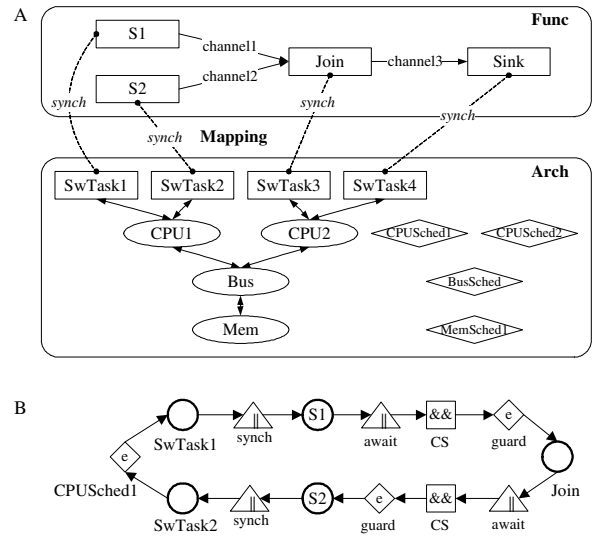 A
Func
S1
channel1
Join
channel3
Sink
channel2
S2
synch
synch
synch
synch
Mapping
Arch
SwTask1 SwTask2 SwTask3 SwTask4
CPU1 CPU2 CPUSched1 CPUSched2
Bus BusSched
Mem MemSched1
B
S1 && e
SwTask1 synch await CS guard
e
CPUSched1 Join
S2 e &&
SwTask2 synch guard CS await